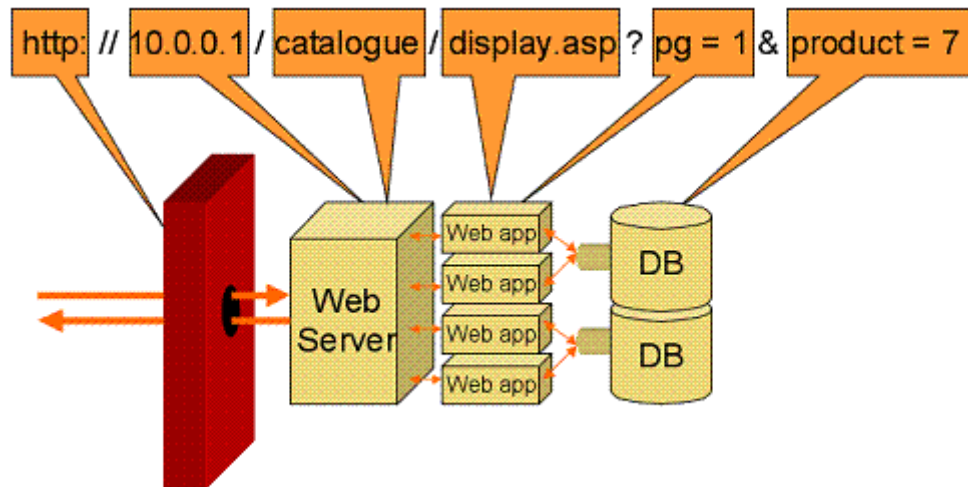 http: // 10.0.0.1 / catalogue / display.asp ? pg = 1 & product = 7
Web app
Web app
Web app
Web app
Web
Server
DB
DB